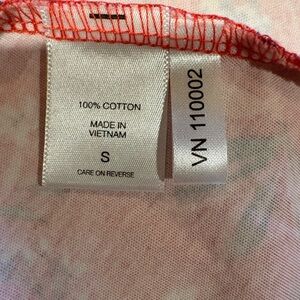 100% COTTON
MADE IN
VIETNAM
S
CARE ON REVERSE
VN 110002